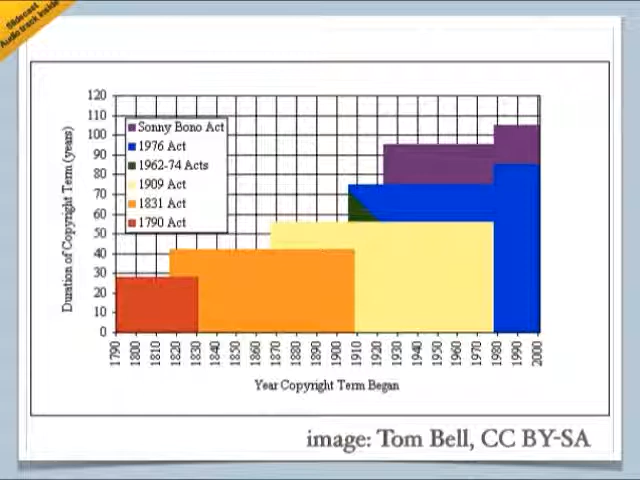 Slidecast
Audio track inside
120
110
100
90
80
70
60
50
40
30
20
10
0
Duration of Copyright Term (years)
Sonny Bono Act
1976 Act
1962-74 Acts
1909 Act
1831 Act
1790 Act
1790 1800 1810 1820 1830 1840 1850 1860 1870 1880 1890 1900 1910 1920 1930 1940 1950 1960 1970 1980 1990 2000
Year Copyright Term Began
image: Tom Bell, CC BY-SA